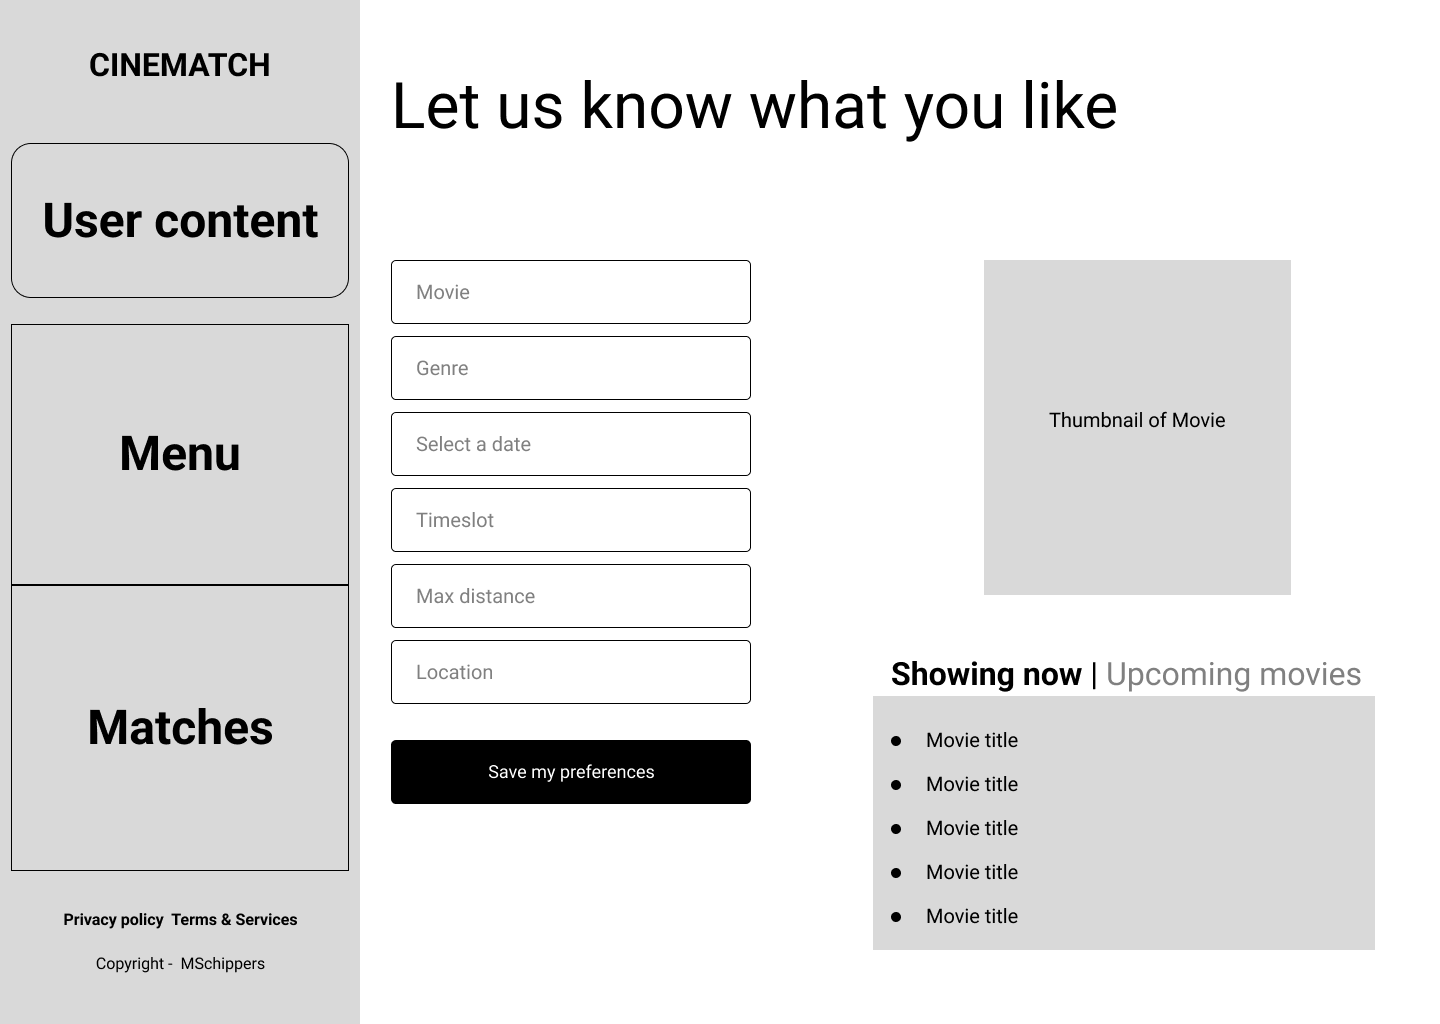 CINEMATCH
User content
Menu
Matches
Privacy policy  Terms & Services
Copyright -  MSchippers
Let us know what you like
Movie
Genre
Select a date
Timeslot
Max distance
Location
Save my preferences
Thumbnail of Movie
Showing now | Upcoming movies
Movie title
Movie title
Movie title
Movie title
Movie title